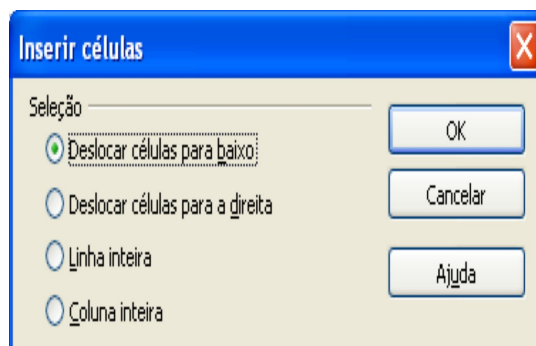 Inserir células
Seleção
Deslocar células para baixo
Deslocar células para a direita
Linha inteira
Coluna inteira
OK
Cancelar
Ajuda